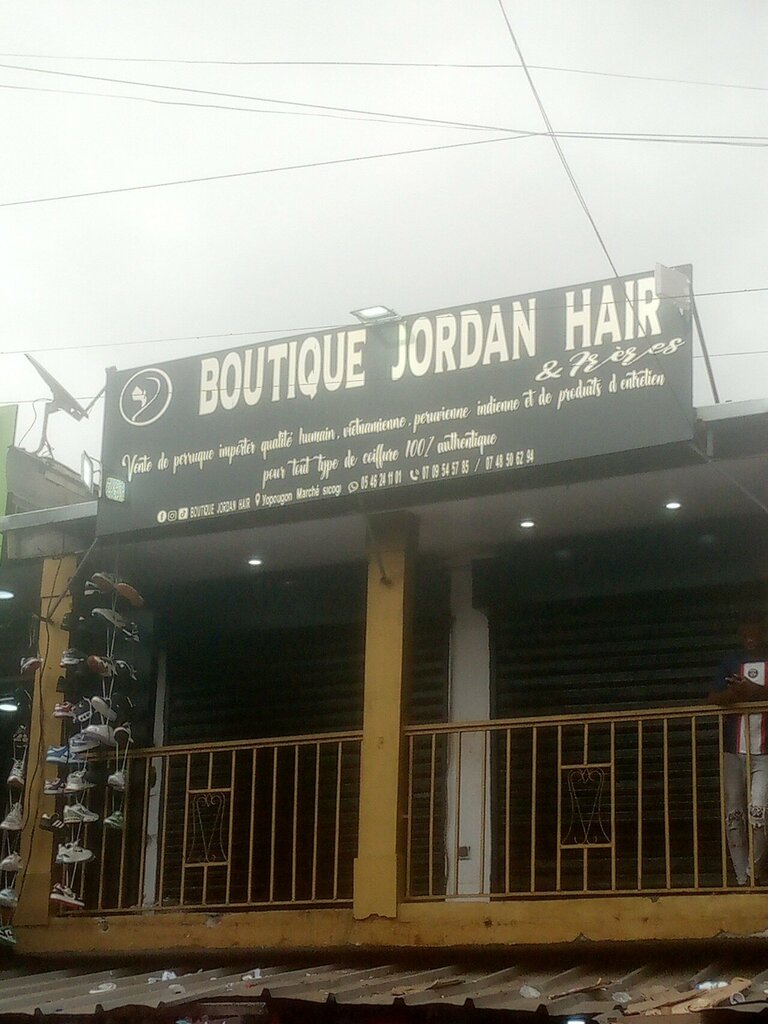 BOUTIQUE JORDAN HAIR
& Frères
Vente de perruque importer qualité humain, vietnamienne, peruvienne indienne et de produits d entretien
pour tout type de coiffure 100% authentique
BOUTIQUE JORDAN HAIR Yopougon Marché sicogi 05 46 24 11 01 07 09 54 57 85 / 07 48 50 62 94